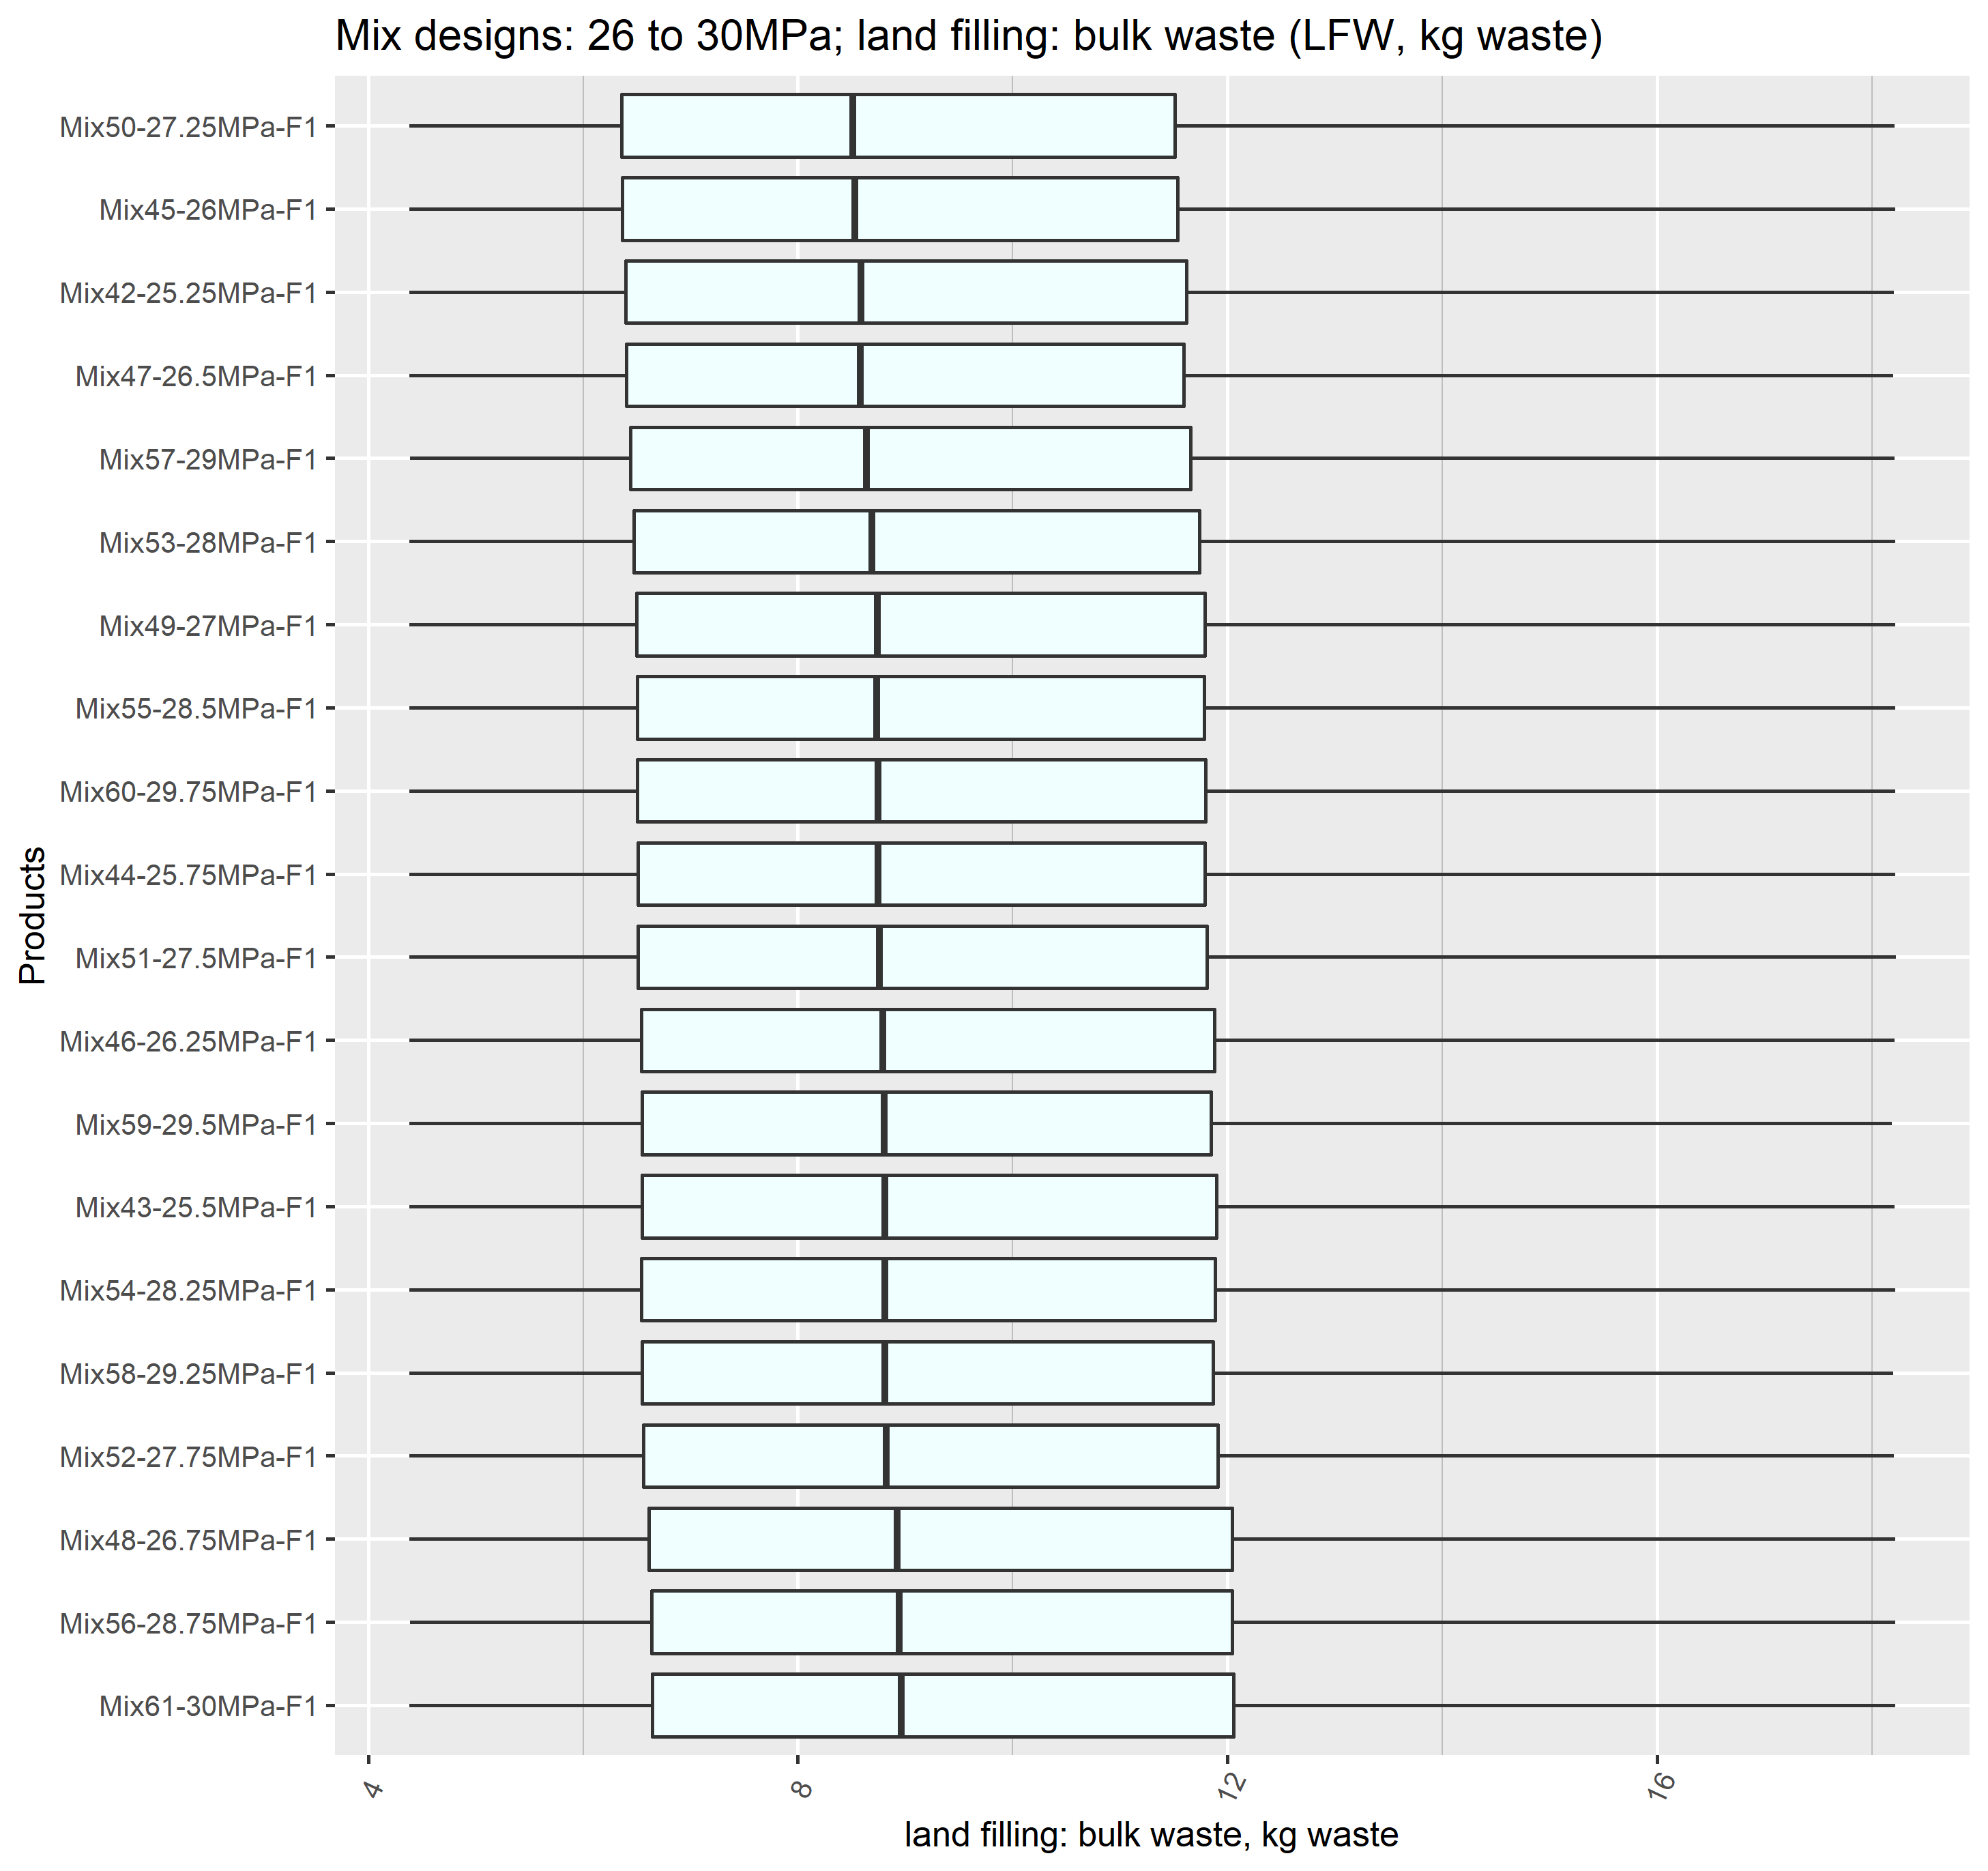 Mix designs: 26 to 30MPa; land filling: bulk waste (LFW, kg waste)
Products
Mix50-27.25MPa-F1
Mix45-26MPa-F1
Mix42-25.25MPa-F1
Mix47-26.5MPa-F1
Mix57-29MPa-F1
Mix53-28MPa-F1
Mix49-27MPa-F1
Mix55-28.5MPa-F1
Mix60-29.75MPa-F1
Mix44-25.75MPa-F1
Mix51-27.5MPa-F1
Mix46-26.25MPa-F1
Mix59-29.5MPa-F1
Mix43-25.5MPa-F1
Mix54-28.25MPa-F1
Mix58-29.25MPa-F1
Mix52-27.75MPa-F1
Mix48-26.75MPa-F1
Mix56-28.75MPa-F1
Mix61-30MPa-F1
4 8 12 16
land filling: bulk waste, kg waste